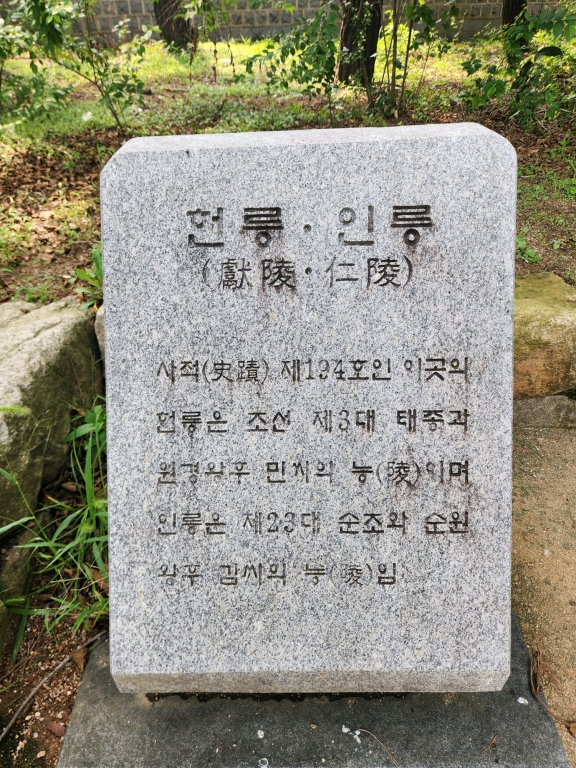 헌릉·인릉
(獻陵·仁陵)
사적(史蹟) 제194호인 이곳의
헌릉은 조선 제3대 태종과
원경왕후 민씨의 능(陵)이며
인릉은 제23대 순조와 순원
왕후 김씨의 능(陵)임